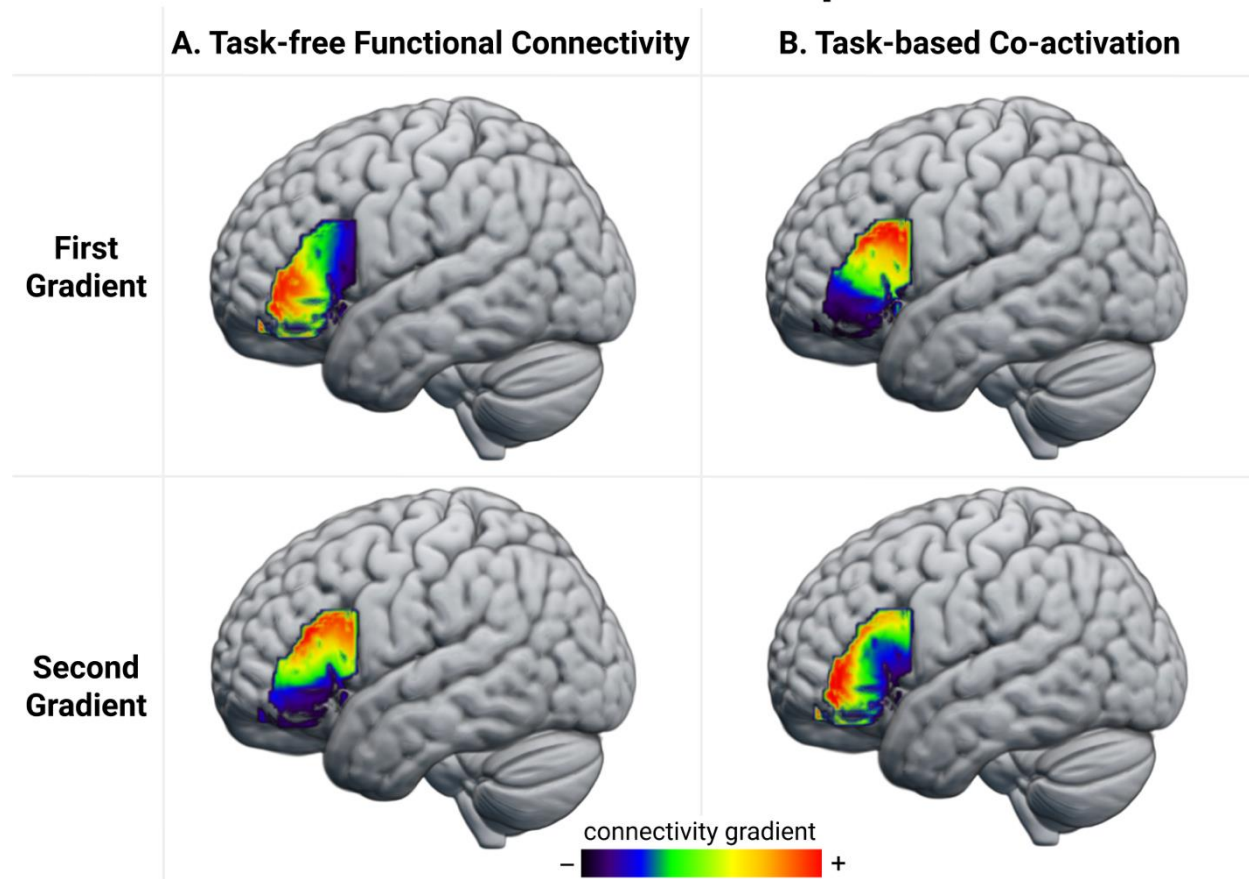 A. Task-free Functional Connectivity
B. Task-based Co-activation
First
Gradient
Second
Gradient
connectivity gradient
– +